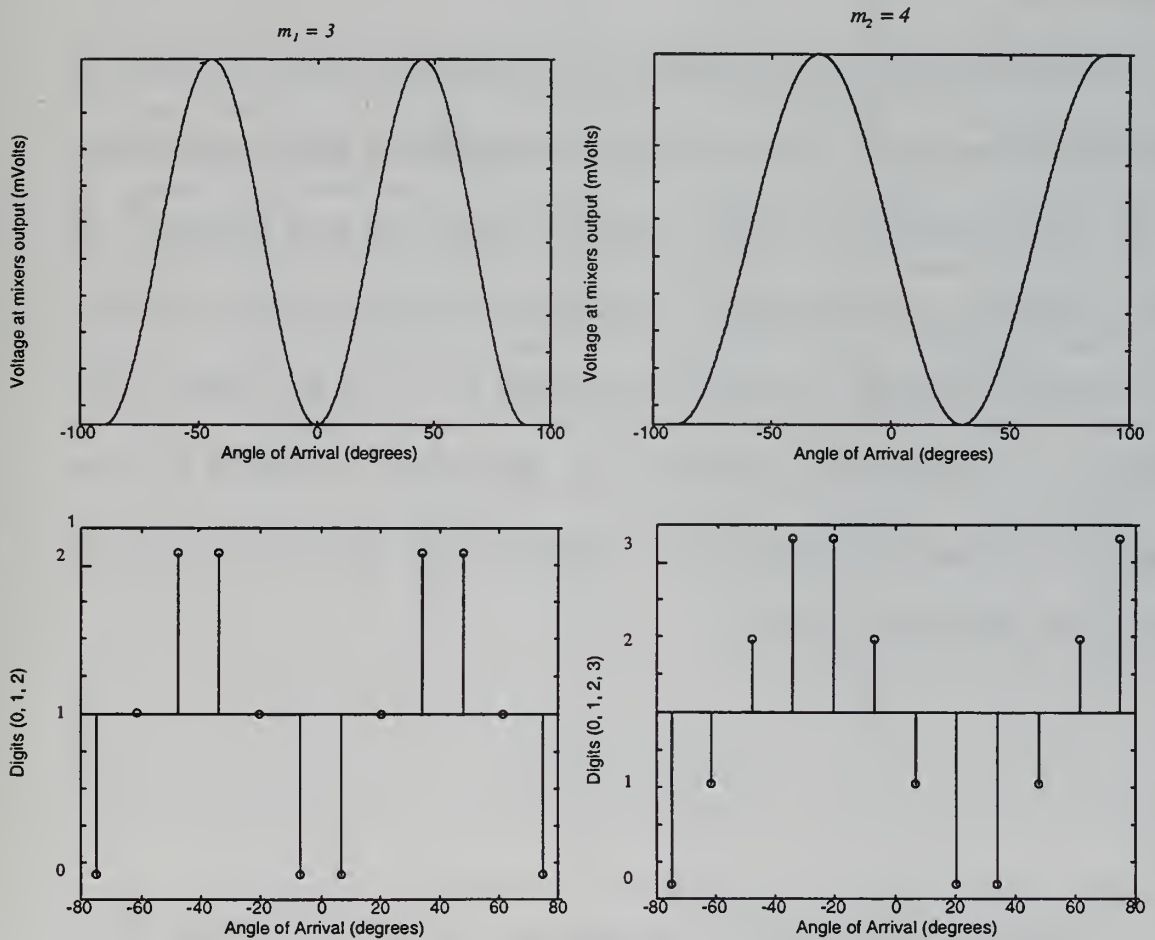 m₁ = 3
Voltage at mixers output (mVolts)
-100 -50 0 50 100
Angle of Arrival (degrees)
m₂ = 4
Voltage at mixers output (mVolts)
-100 -50 0 50 100
Angle of Arrival (degrees)
1
2
1
0
Digits (0, 1, 2)
-80 -60 -40 -20 0 20 40 60 80
Angle of Arrival (degrees)
3
2
1
0
Digits (0, 1, 2, 3)
-80 -60 -40 -20 0 20 40 60 80
Angle of Arrival (degrees)